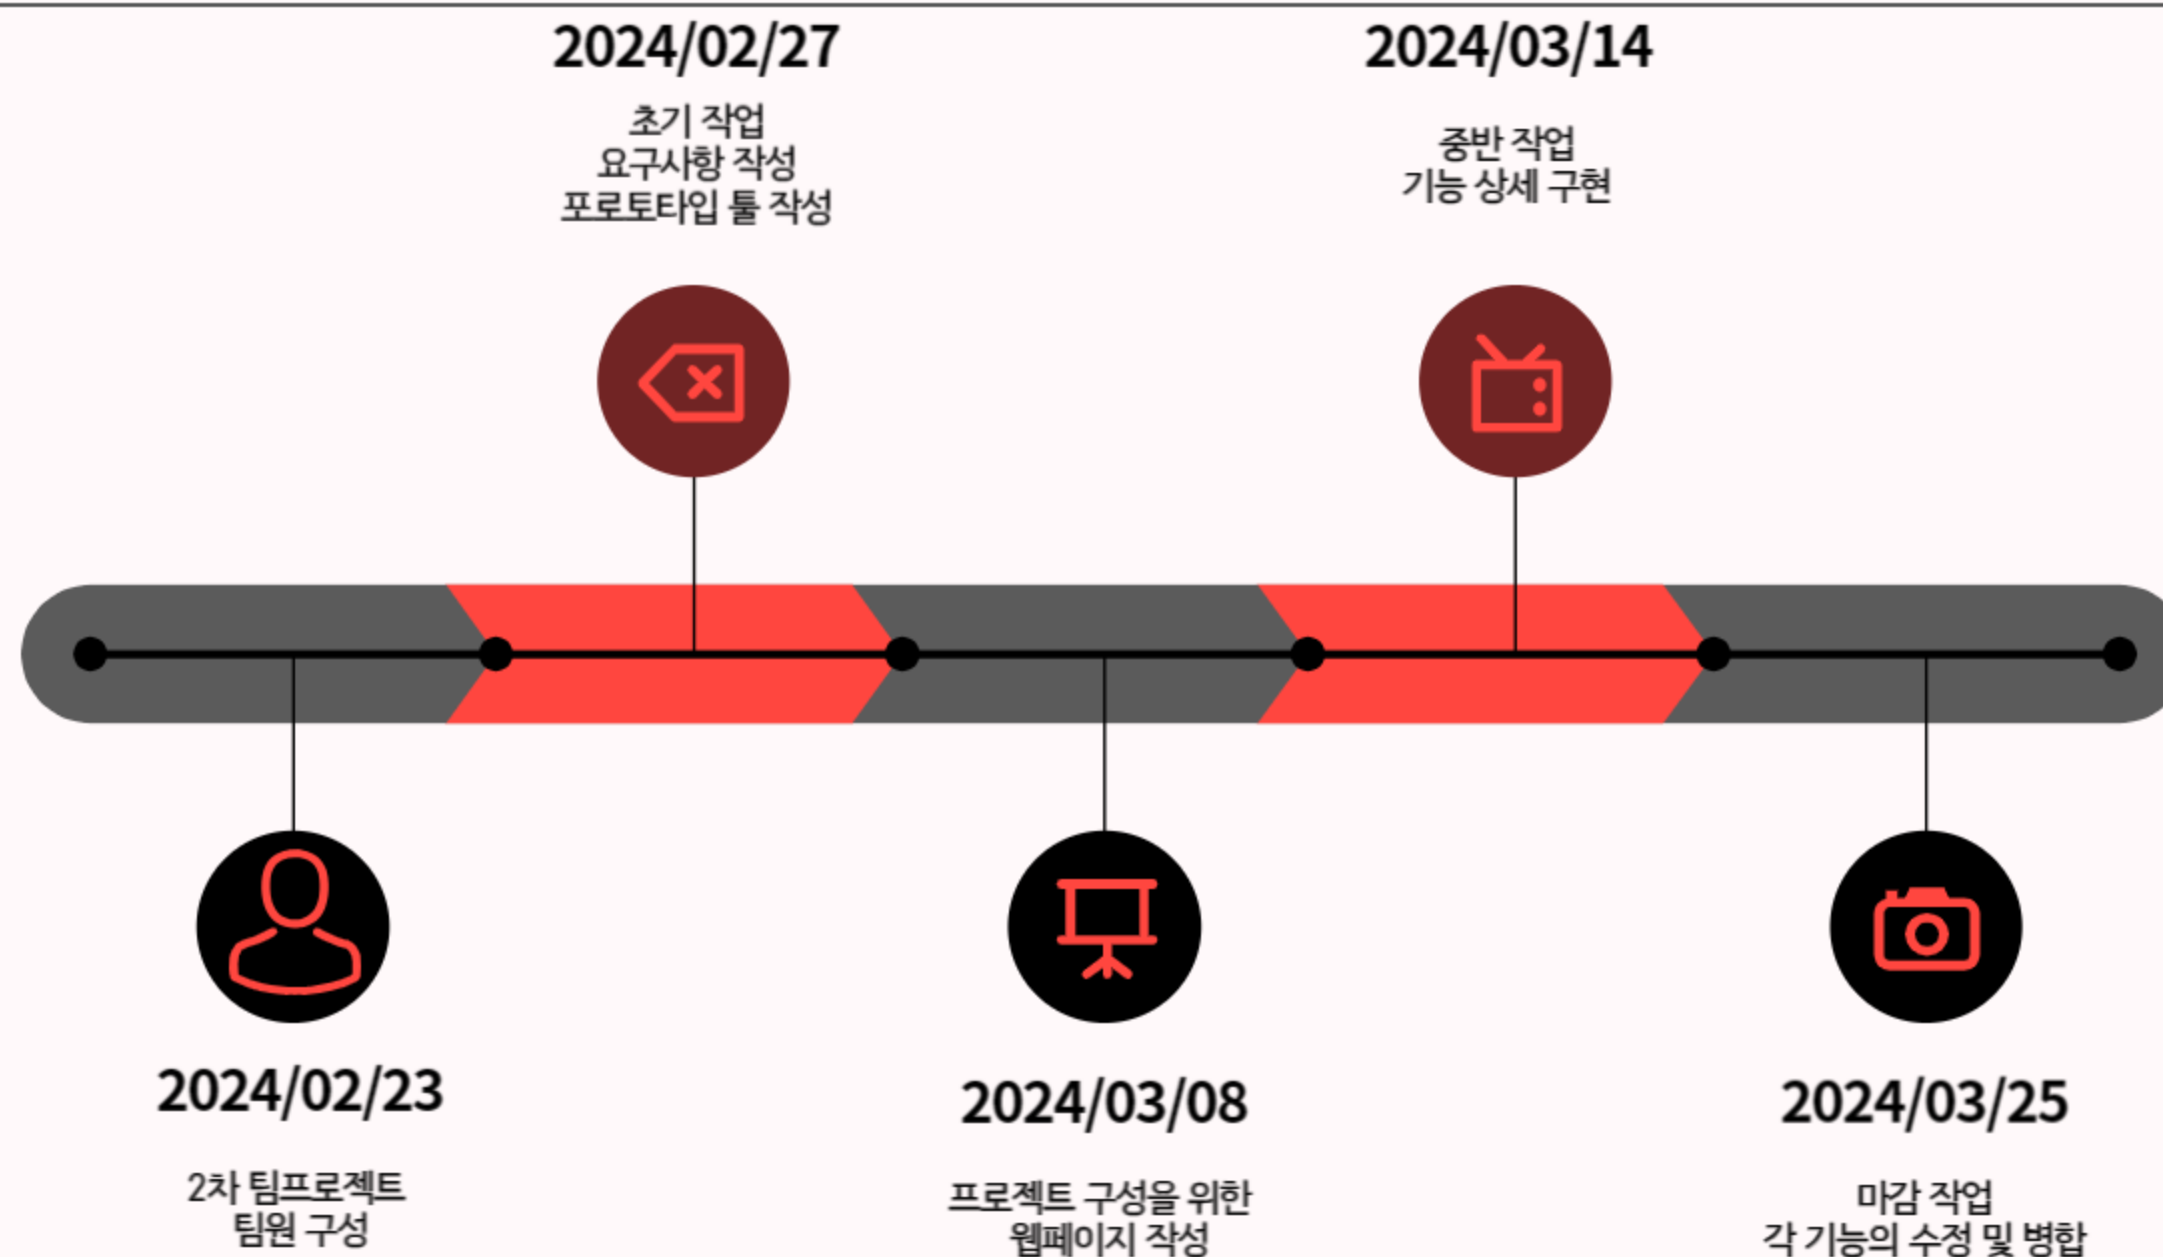 2024/02/27
초기 작업
요구사항 작성
포로토타입 툴 작성
2024/03/14
중반 작업
기능 상세 구현
2024/02/23
2차 팀프로젝트
팀원 구성
2024/03/08
프로젝트 구성을 위한
웹페이지 작성
2024/03/25
마감 작업
각 기능의 수정 및 병합